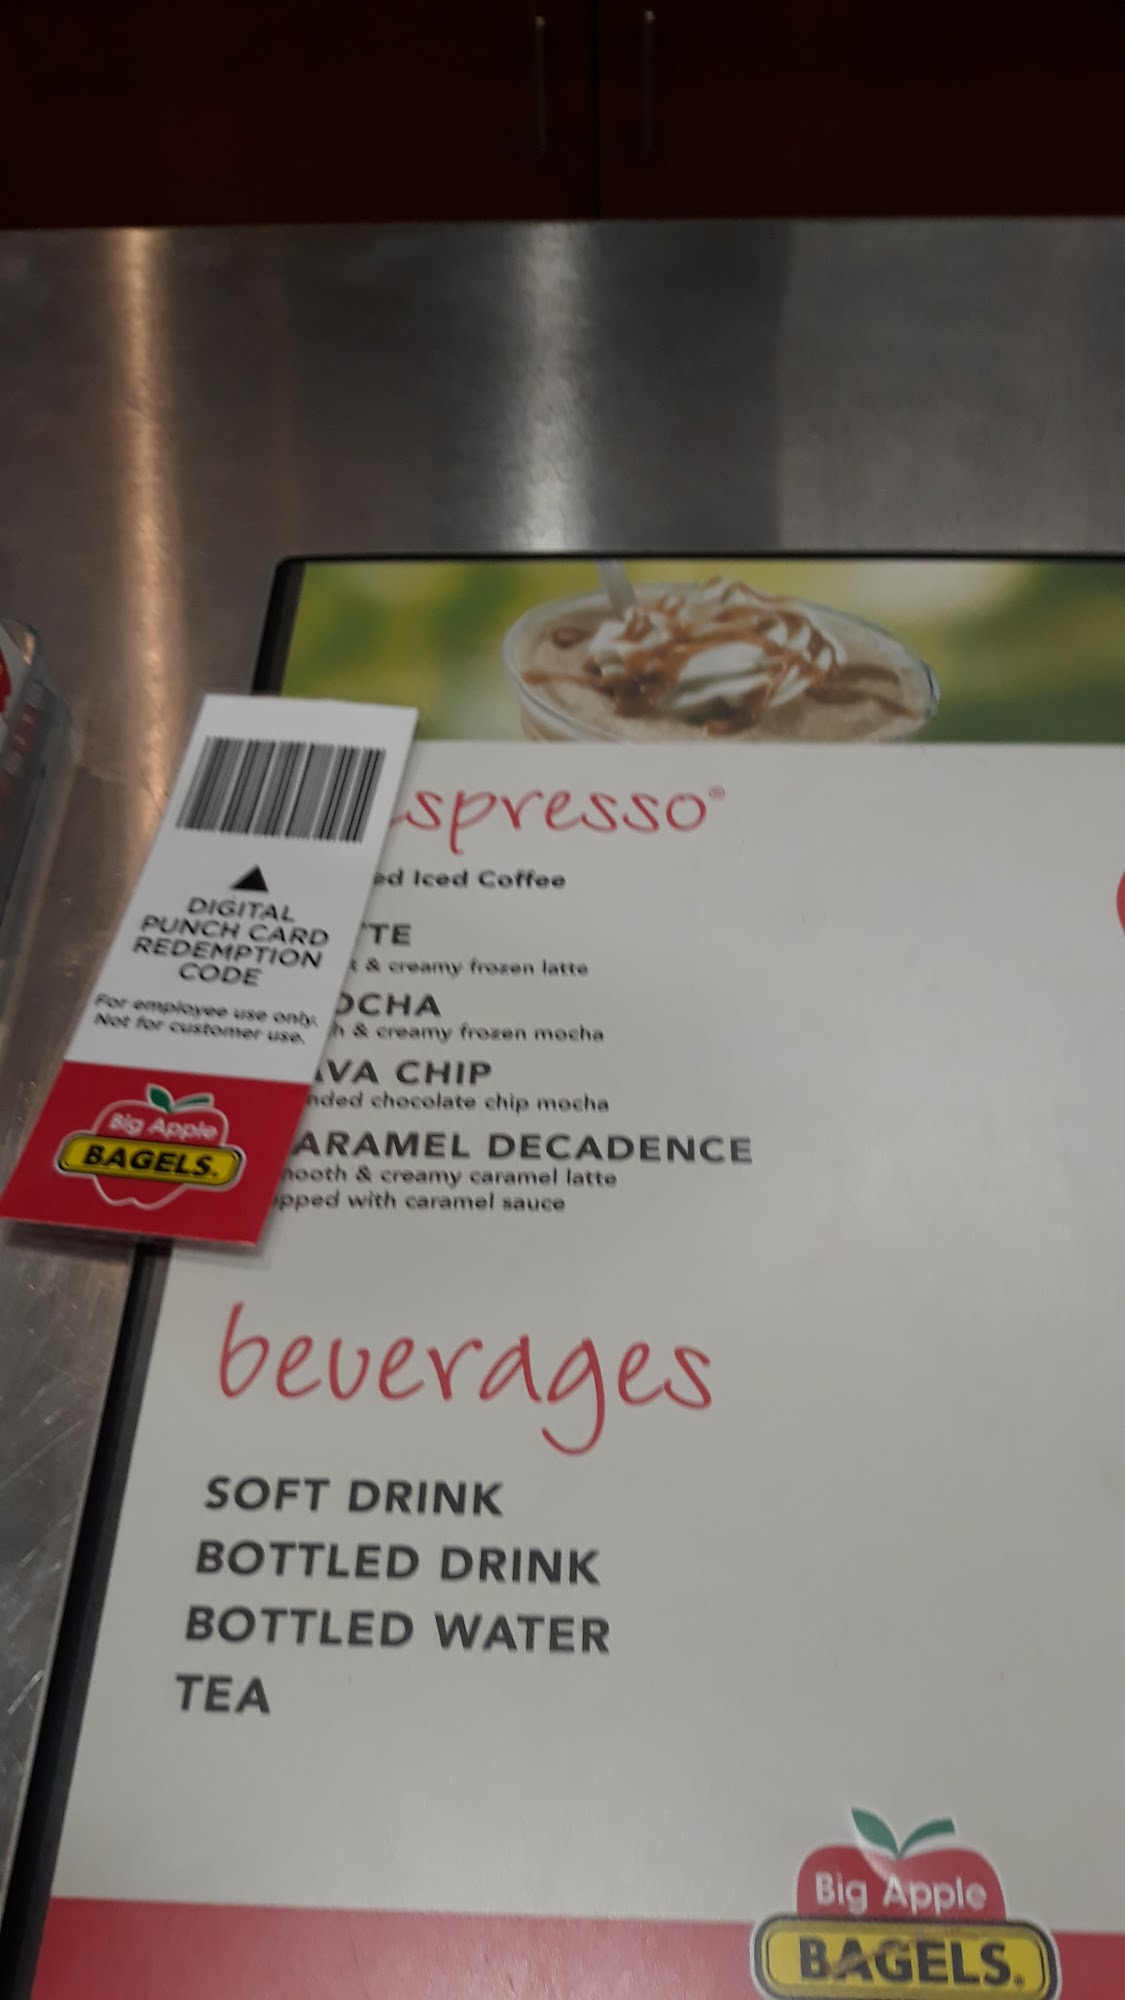 DIGITAL
PUNCH CARD
REDEMPTION
CODE
For employee use only.
Not for customer use.
Big Apple
BAGELS.
spresso®
ed Iced Coffee
TTE
& creamy frozen latte
OCHA
h & creamy frozen mocha
AVA CHIP
nded chocolate chip mocha
ARAMEL DECADENCE
mooth & creamy caramel latte
pped with caramel sauce
beverages
SOFT DRINK
BOTTLED DRINK
BOTTLED WATER
TEA
Big Apple
BAGELS.